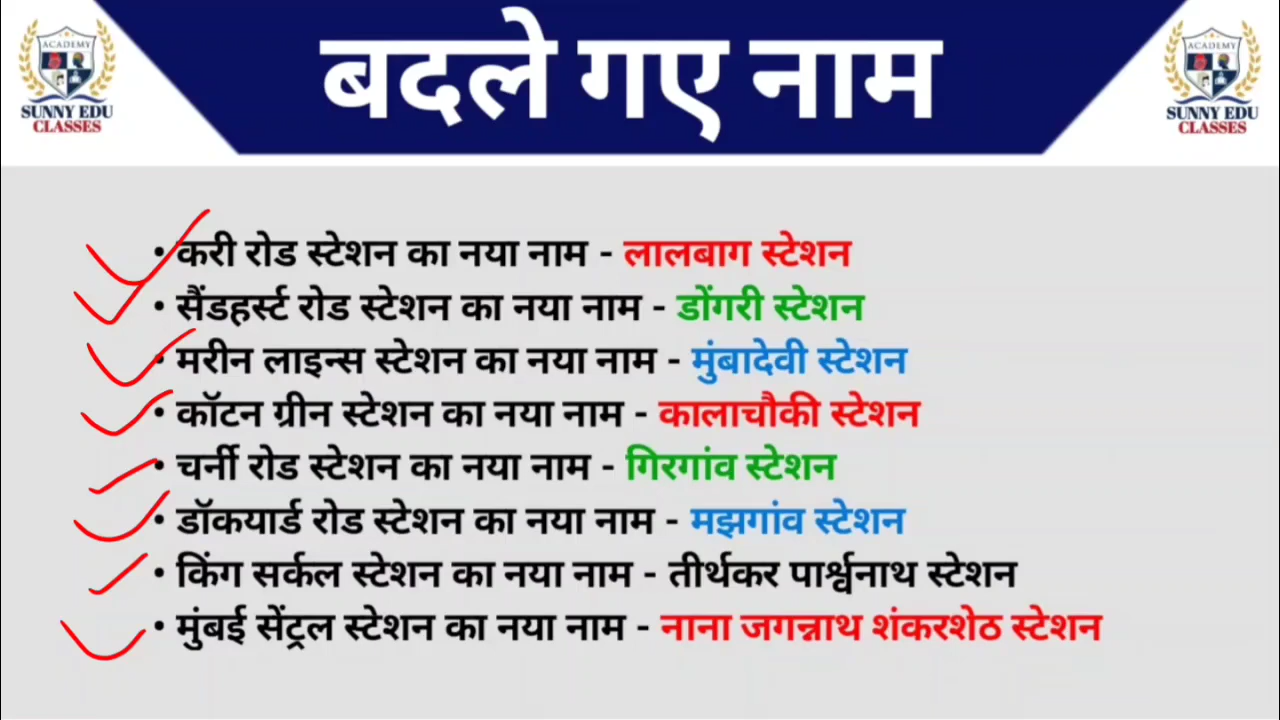 बदले गए नाम
ACADEMY
SUNNY EDU
CLASSES
ACADEMY
SUNNY EDU
CLASSES
• करी रोड स्टेशन का नया नाम - लालबाग स्टेशन
• सैंडहर्स्ट रोड स्टेशन का नया नाम - डोंगरी स्टेशन
• मरीन लाइन्स स्टेशन का नया नाम - मुंबादेवी स्टेशन
• कॉटन ग्रीन स्टेशन का नया नाम - कालाचौकी स्टेशन
• चर्नी रोड स्टेशन का नया नाम - गिरगांव स्टेशन
• डॉकयार्ड रोड स्टेशन का नया नाम - मझगांव स्टेशन
• किंग सर्कल स्टेशन का नया नाम - तीर्थकर पार्श्वनाथ स्टेशन
• मुंबई सेंट्रल स्टेशन का नया नाम - नाना जगन्नाथ शंकरशेठ स्टेशन